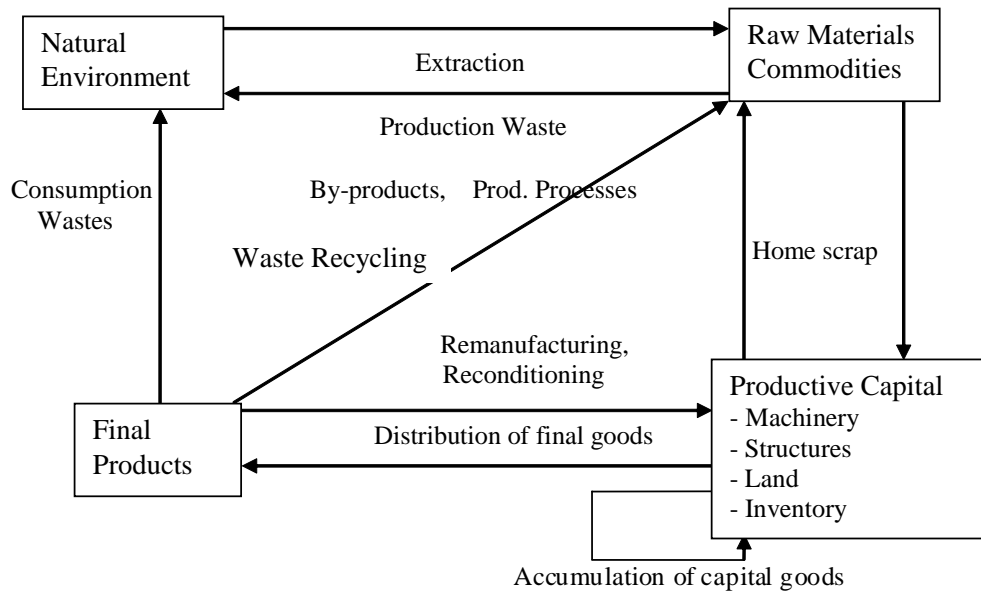 Natural
Environment
Raw Materials
Commodities
Extraction
Production Waste
Consumption
Wastes
By-products, Prod. Processes
Waste Recycling
Home scrap
Remanufacturing,
Reconditioning
Final
Products
Distribution of final goods
Productive Capital
- Machinery
- Structures
- Land
- Inventory
Accumulation of capital goods